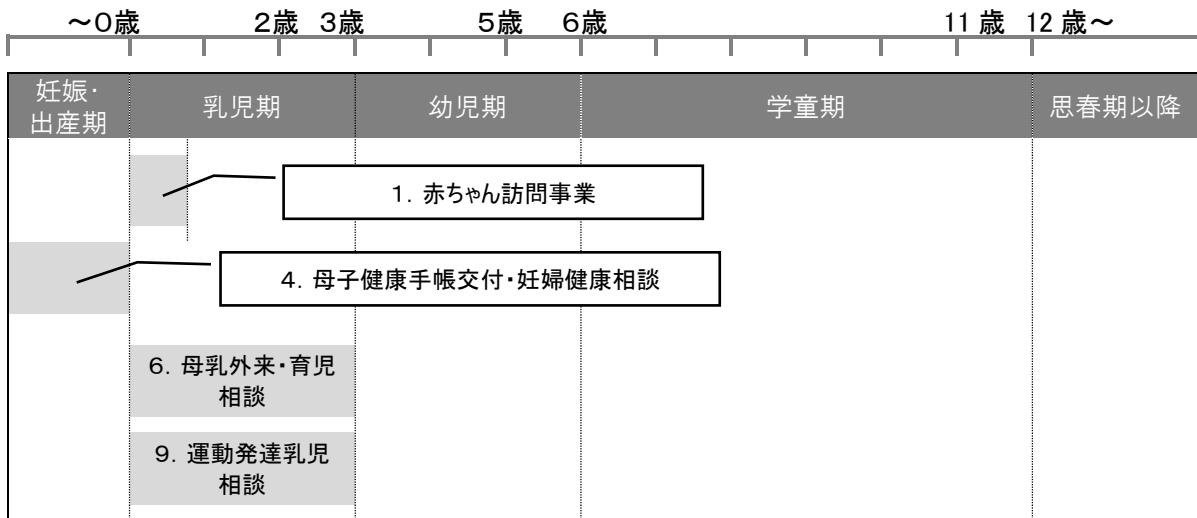 ～０歳 ２歳 ３歳 ５歳 ６歳 11 歳 12 歳～
妊娠・
出産期
乳児期
幼児期
学童期
思春期以降
１．赤ちゃん訪問事業
４．母子健康手帳交付・妊婦健康相談
６．母乳外来・育児
相談
９．運動発達乳児
相談